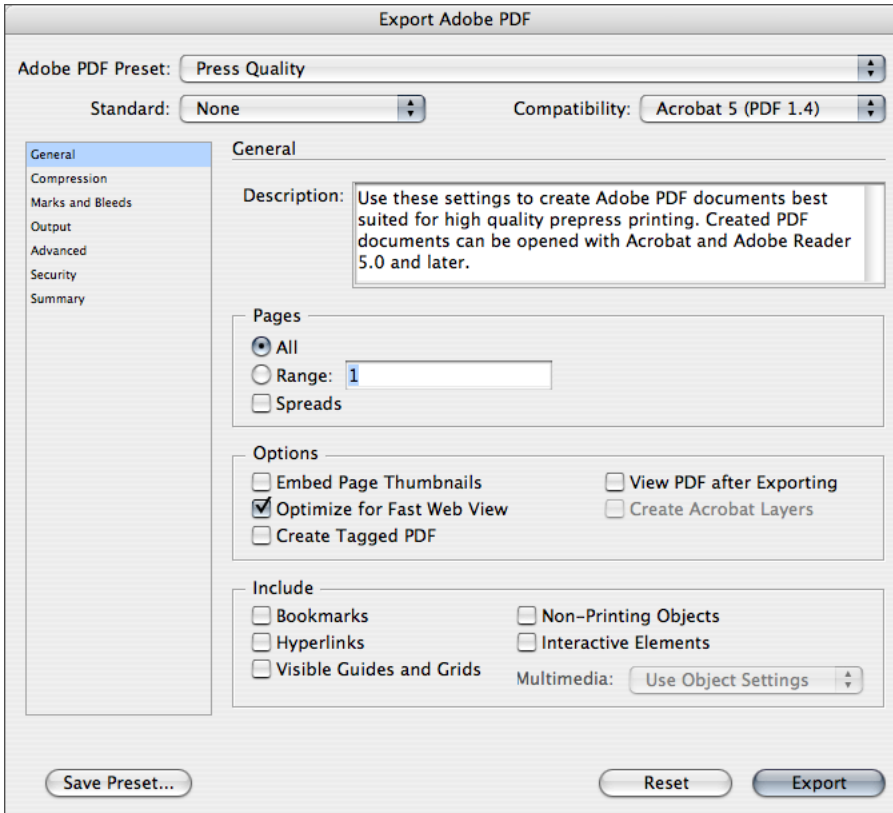 Export Adobe PDF
Adobe PDF Preset: Press Quality
Standard: None Compatibility: Acrobat 5 (PDF 1.4)
General
Compression
Marks and Bleeds
Output
Advanced
Security
Summary
General
Description: Use these settings to create Adobe PDF documents best
suited for high quality prepress printing. Created PDF
documents can be opened with Acrobat and Adobe Reader
5.0 and later.
Pages
All
Range: 1
Spreads
Options
Embed Page Thumbnails View PDF after Exporting
Optimize for Fast Web View Create Acrobat Layers
Create Tagged PDF
Include
Bookmarks Non-Printing Objects
Hyperlinks Interactive Elements
Visible Guides and Grids Multimedia: Use Object Settings
Save Preset... Reset Export